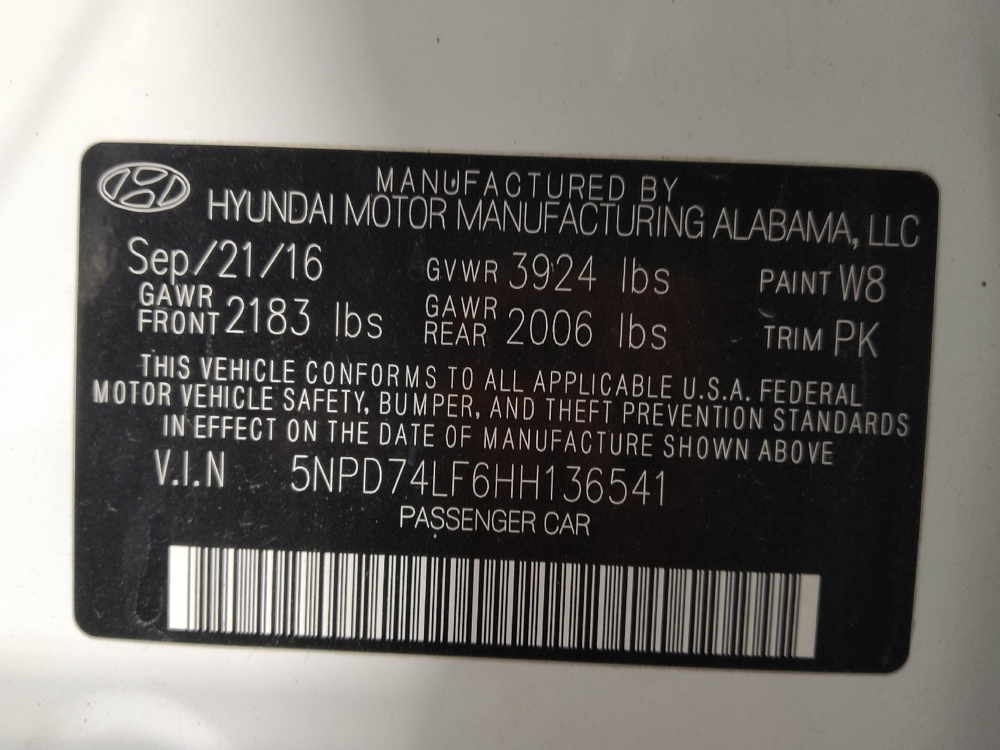 MANUFACTURED BY
HYUNDAI MOTOR MANUFACTURING ALABAMA, LLC
Sep/21/16 GVWR 3924 lbs PAINT W8
GAWR FRONT 2183 lbs GAWR REAR 2006 lbs TRIM PK
THIS VEHICLE CONFORMS TO ALL APPLICABLE U.S.A. FEDERAL
MOTOR VEHICLE SAFETY, BUMPER, AND THEFT PREVENTION STANDARDS
IN EFFECT ON THE DATE OF MANUFACTURE SHOWN ABOVE
V.I.N 5NPD74LF6HH136541
PASSENGER CAR